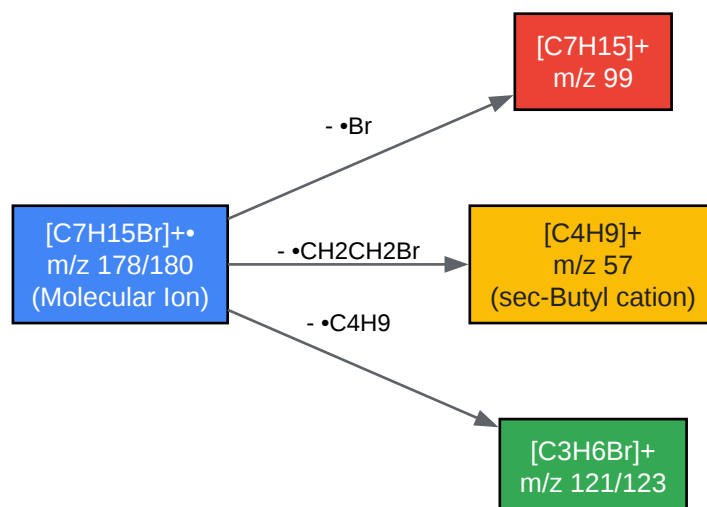 [C7H15]+
m/z 99
- •Br
[C7H15Br]+•
m/z 178/180
(Molecular Ion)
- •CH2CH2Br
[C4H9]+
m/z 57
(sec-Butyl cation)
- •C4H9
[C3H6Br]+
m/z 121/123